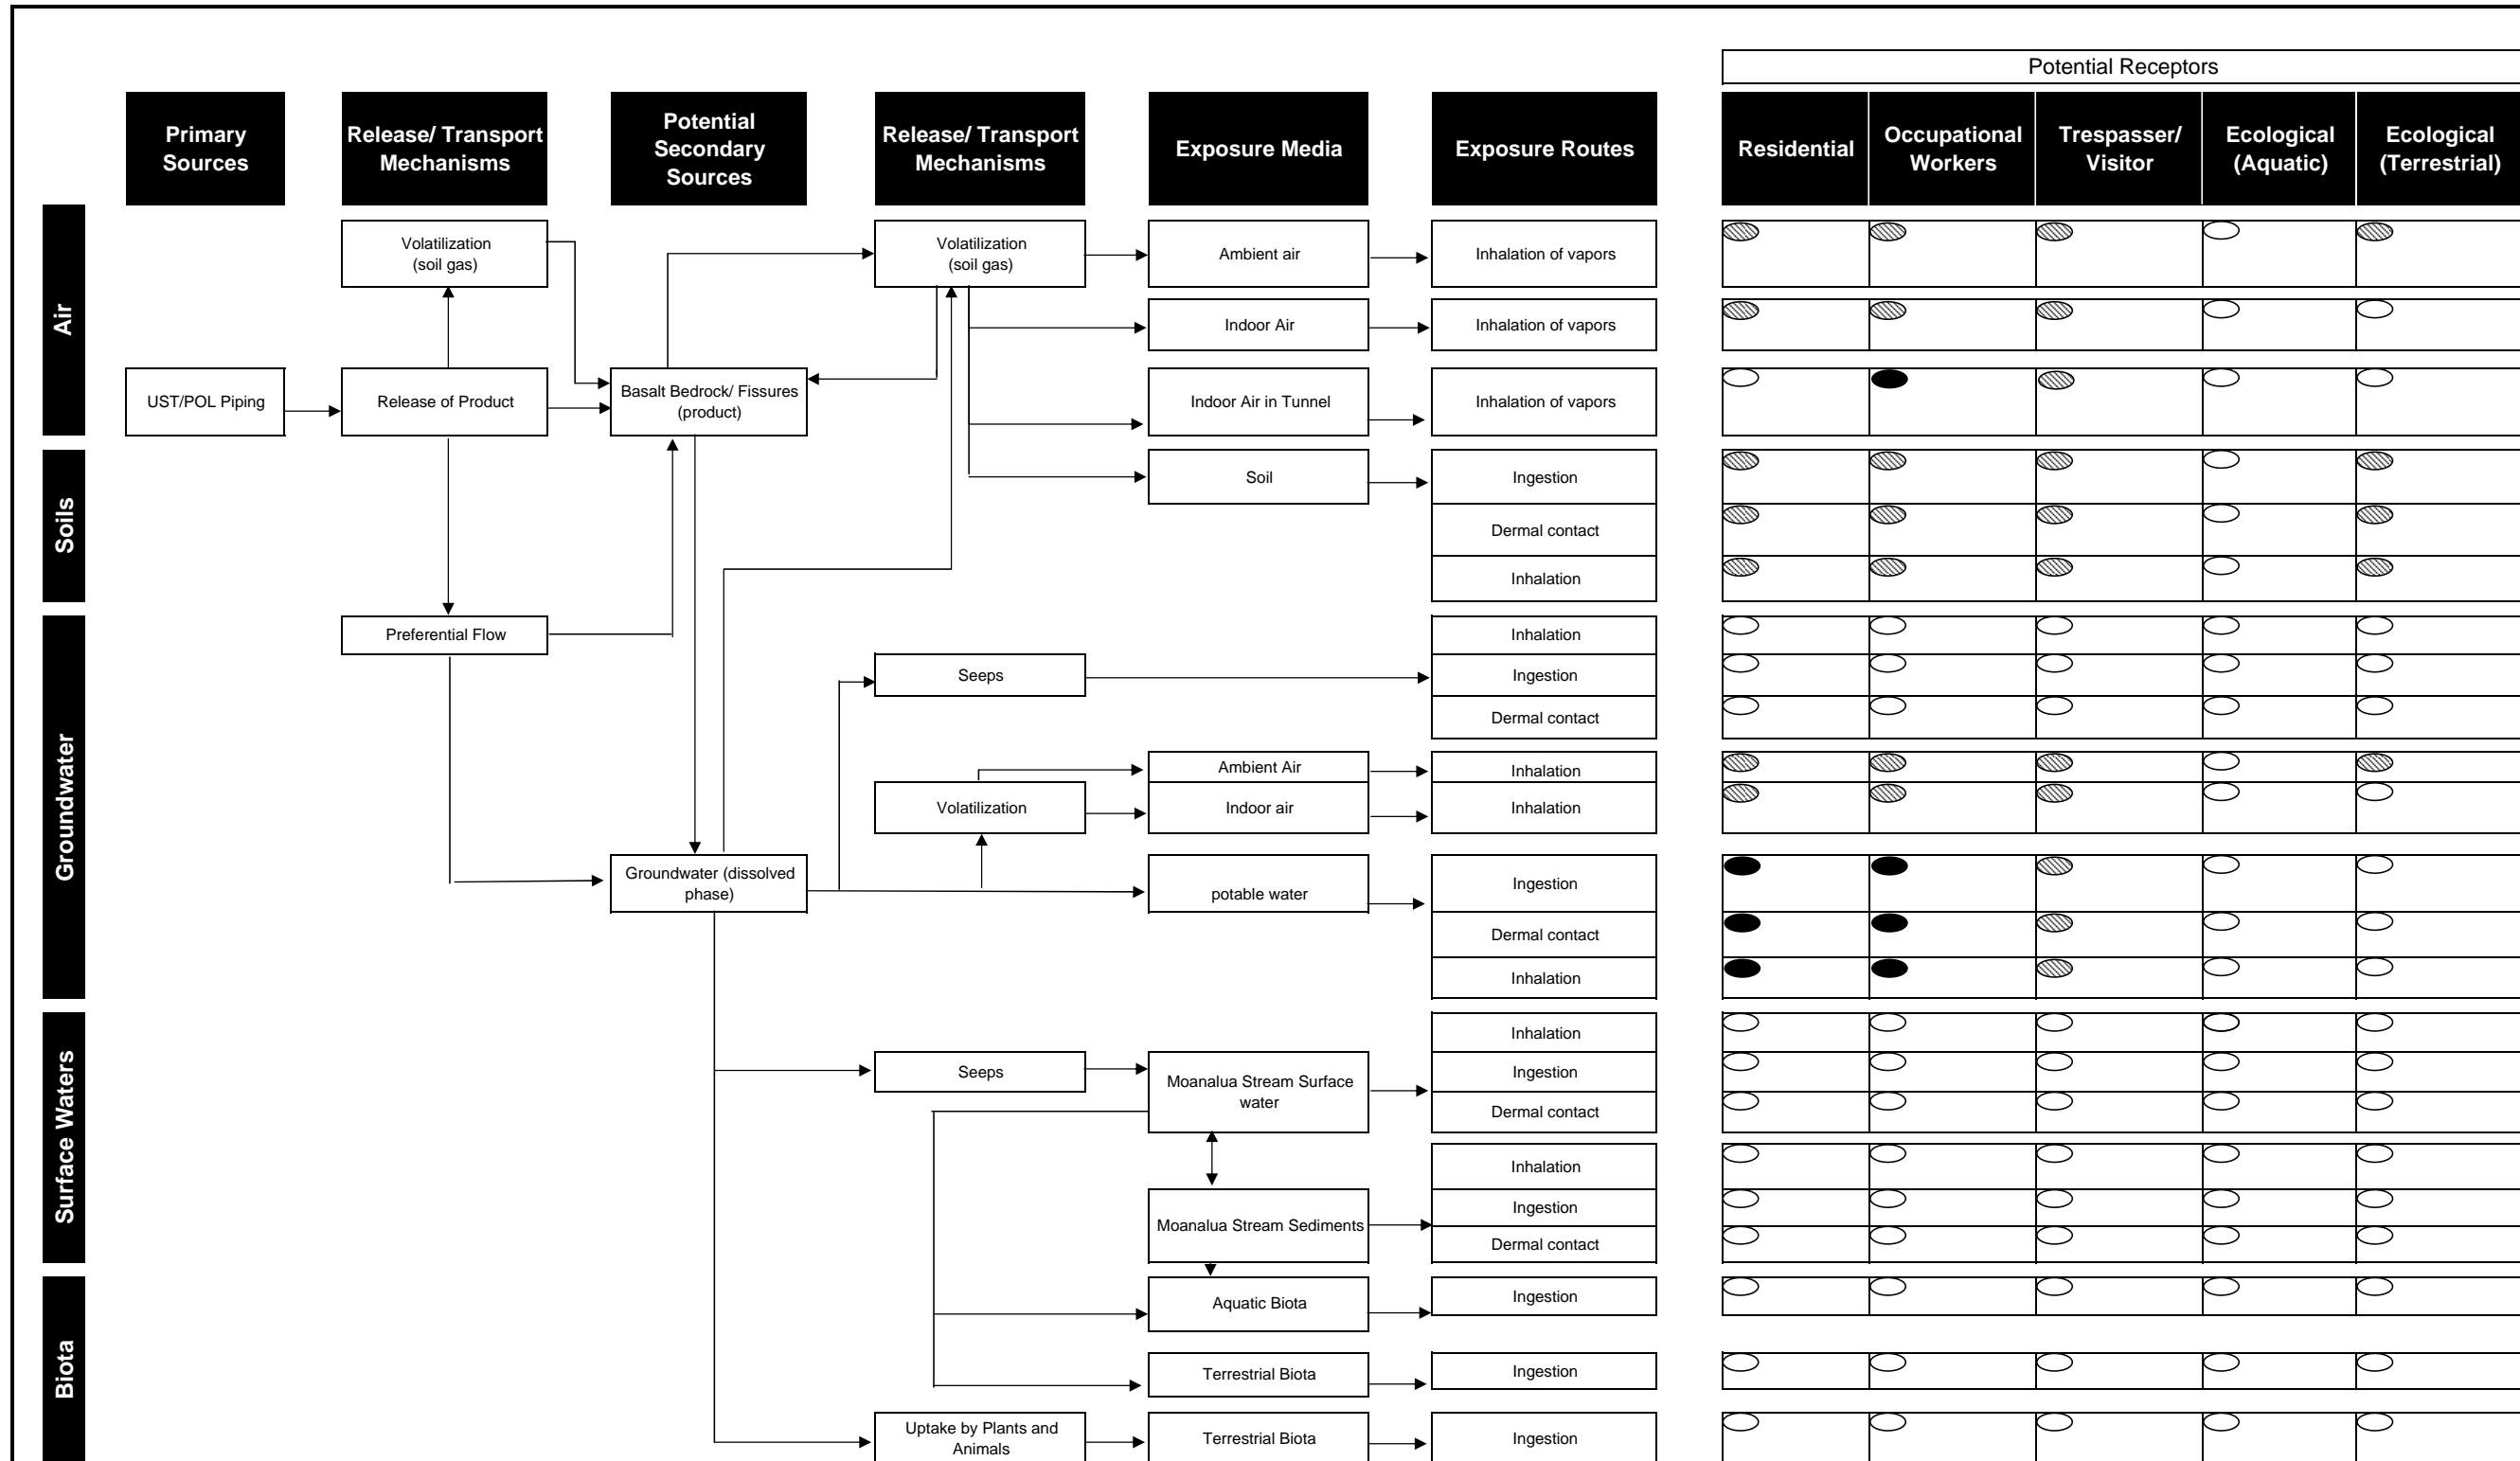 Potential Receptors
Primary
Sources
Release/ Transport
Mechanisms
Potential
Secondary
Sources
Release/ Transport
Mechanisms
Exposure Media
Exposure Routes
Residential
Occupational
Workers
Trespasser/
Visitor
Ecological
(Aquatic)
Ecological
(Terrestrial)
Air
Volatilization
(soil gas)
Volatilization
(soil gas)
Ambient air
Inhalation of vapors
Indoor Air
Inhalation of vapors
UST/POL Piping
Release of Product
Basalt Bedrock/ Fissures
(product)
Indoor Air in Tunnel
Inhalation of vapors
Soils
Soil
Ingestion
Dermal contact
Inhalation
Groundwater
Preferential Flow
Inhalation
Seeps
Ingestion
Dermal contact
Ambient Air
Inhalation
Volatilization
Indoor air
Inhalation
Groundwater (dissolved
phase)
potable water
Ingestion
Dermal contact
Inhalation
Surface Waters
Inhalation
Seeps
Moanalua Stream Surface
water
Ingestion
Dermal contact
Inhalation
Moanalua Stream Sediments
Ingestion
Dermal contact
Biota
Aquatic Biota
Ingestion
Terrestrial Biota
Ingestion
Uptake by Plants and
Animals
Terrestrial Biota
Ingestion